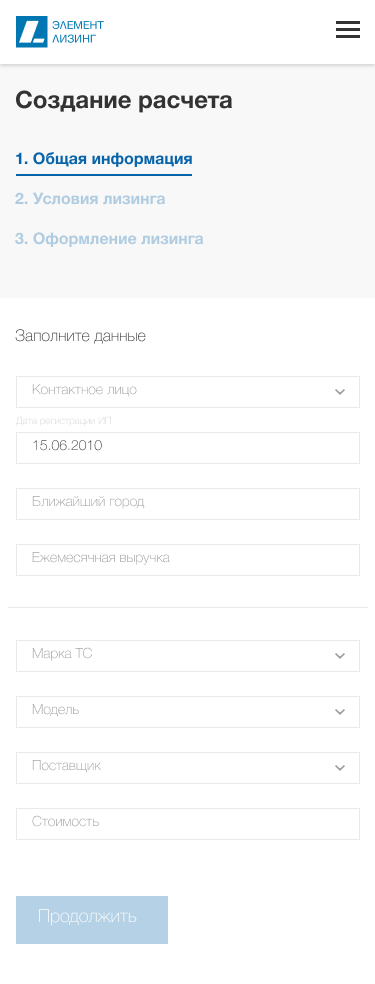 ЭЛЕМЕНТ
ЛИЗИНГ
Создание расчета
1. Общая информация
2. Условия лизинга
3. Оформление лизинга
Заполните данные
Контактное лицо
Дата регистрации ИП
15.06.2010
Ближайший город
Ежемесячная выручка
Марка ТС
Модель
Поставщик
Стоимость
Продолжить